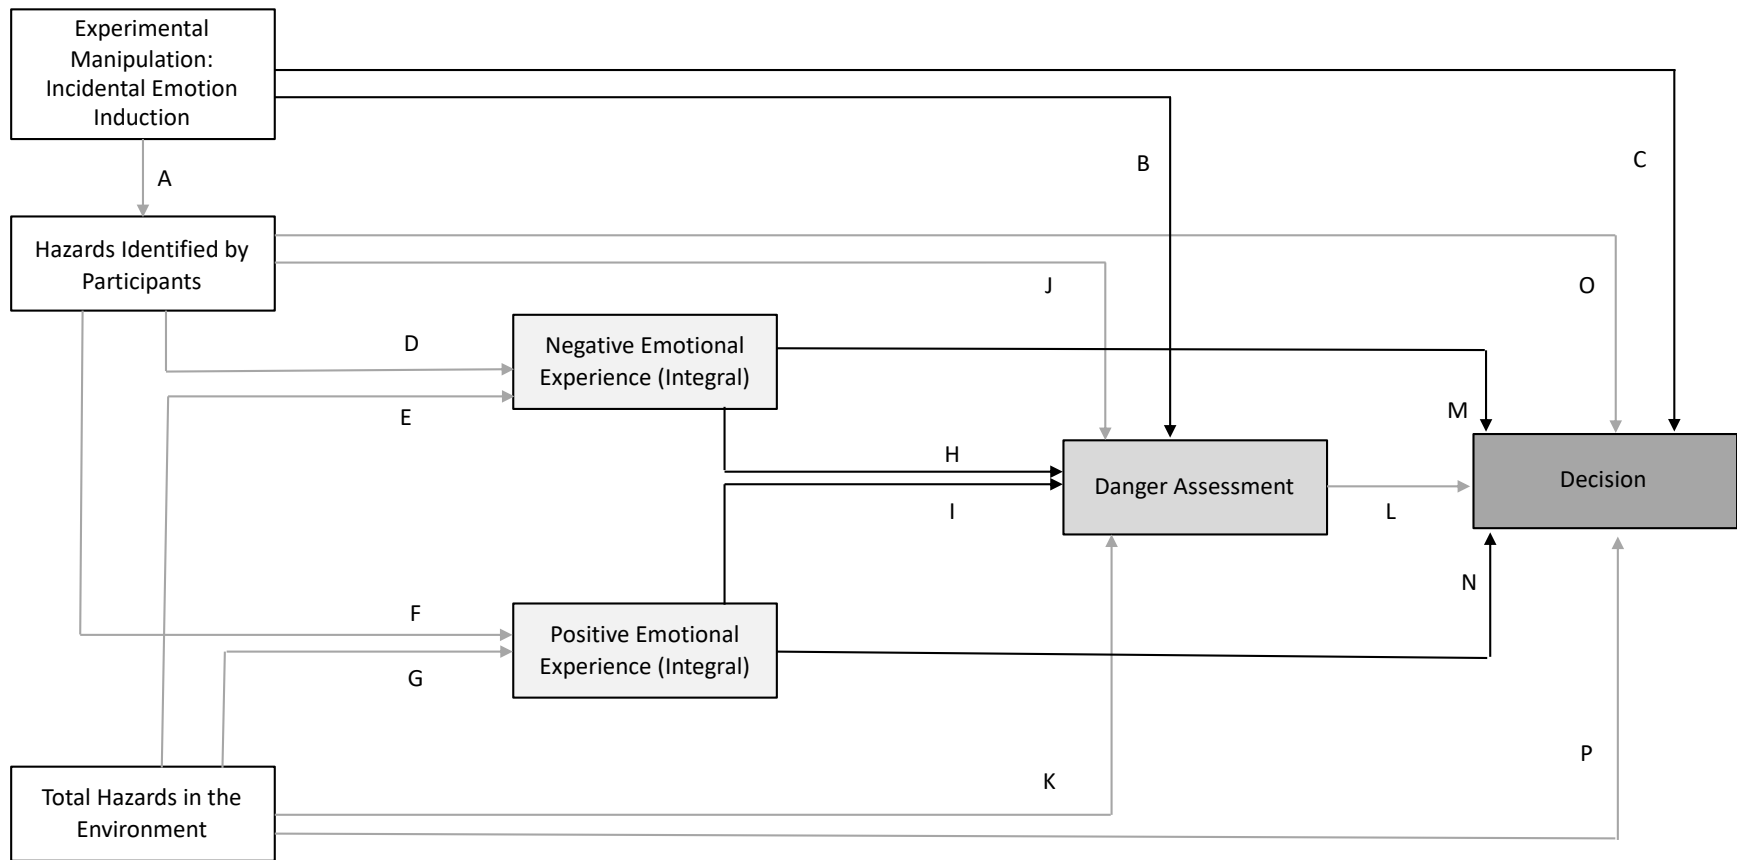 Experimental
Manipulation:
Incidental Emotion
Induction
A
B
C
Hazards Identified by
Participants
J
O
D
E
Negative Emotional
Experience (Integral)
M
H
I
Danger Assessment
L
Decision
N
F
G
Positive Emotional
Experience (Integral)
K
P
Total Hazards in the
Environment